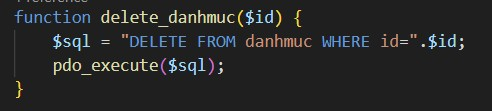 function delete_danhmuc($id) {
    $sql = "DELETE FROM danhmuc WHERE id=".$id;
    pdo_execute($sql);
}